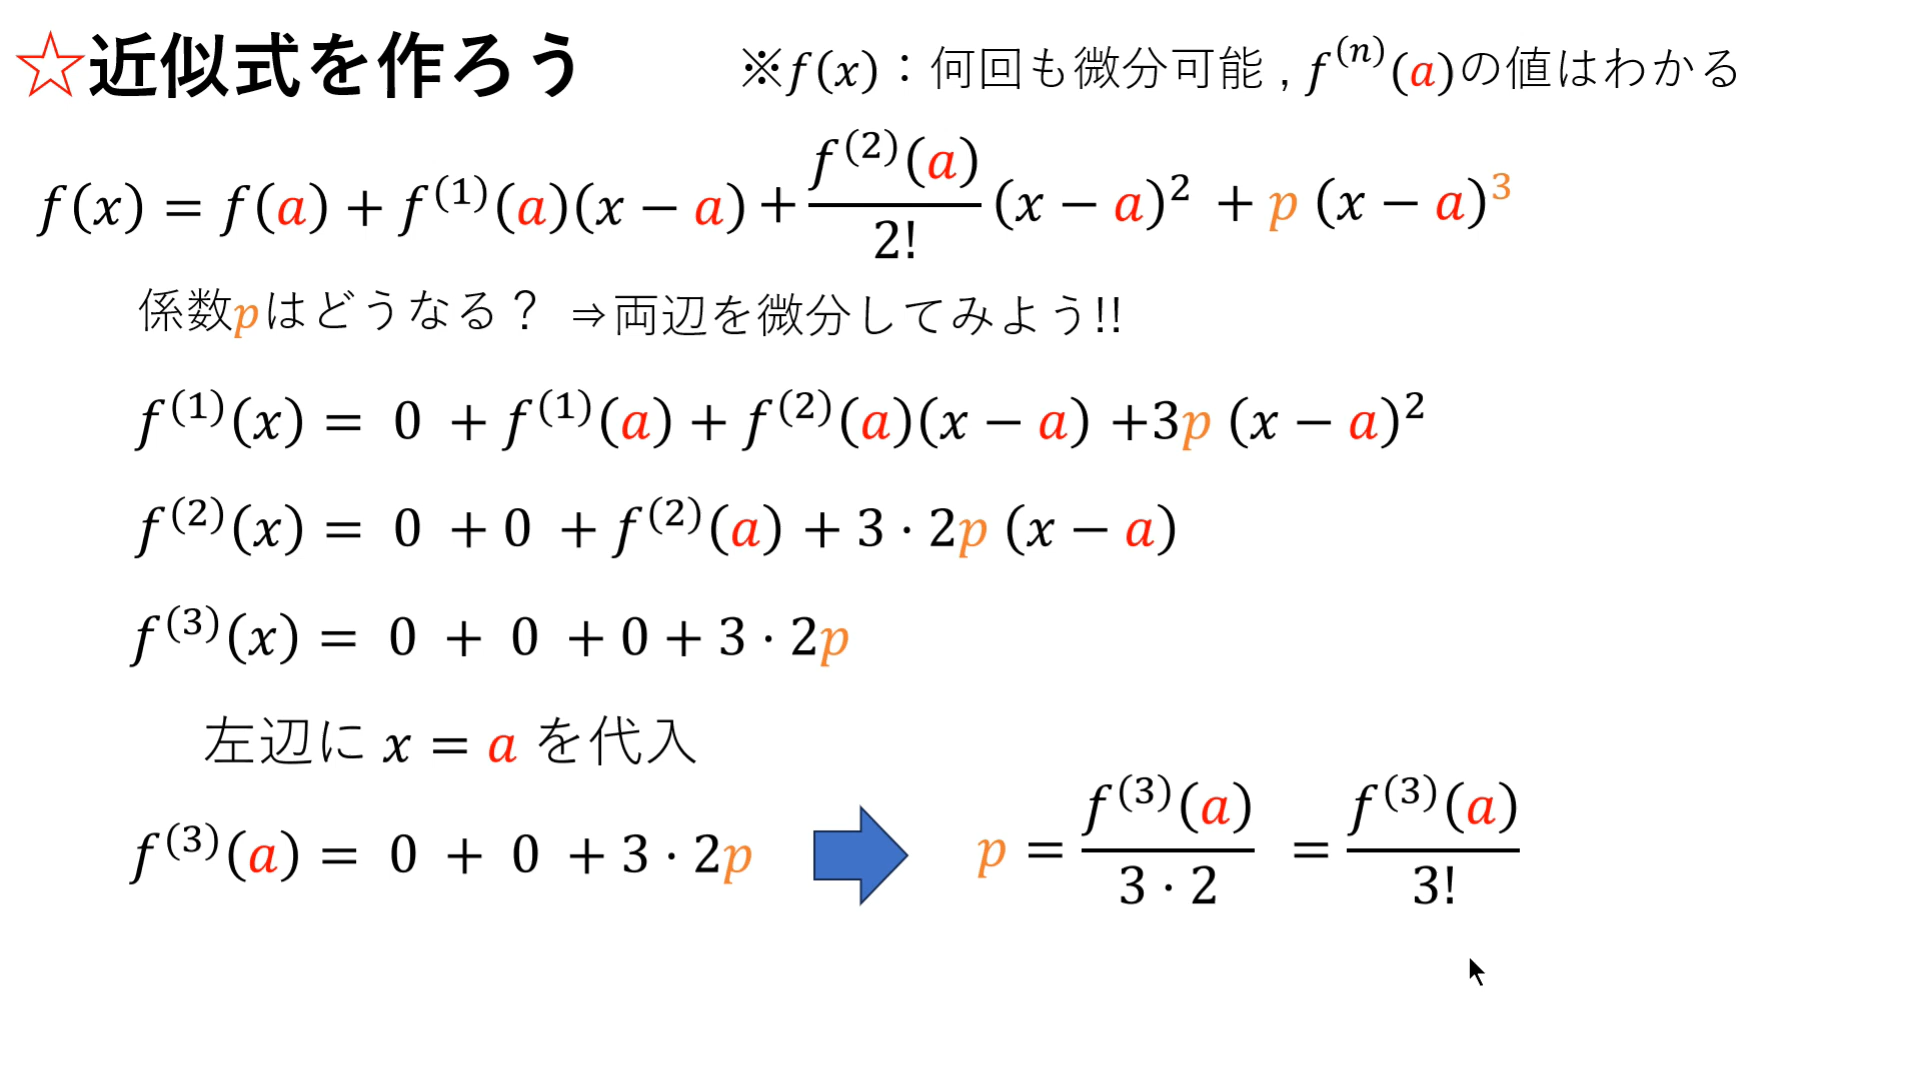 ☆近似式を作ろう ※f(x)：何回も微分可能 , f⁽ⁿ⁾(a)の値はわかる
f(x) = f(a) + f⁽¹⁾(a)(x − a) + f⁽²⁾(a)/2! (x − a)² + p (x − a)³
係数pはどうなる？ ⇒両辺を微分してみよう!!
f⁽¹⁾(x) = 0 + f⁽¹⁾(a) + f⁽²⁾(a)(x − a) +3p (x − a)²
f⁽²⁾(x) = 0 + 0 + f⁽²⁾(a) + 3 · 2p (x − a)
f⁽³⁾(x) = 0 + 0 + 0 + 3 · 2p
左辺に x = a を代入
f⁽³⁾(a) = 0 + 0 + 3 · 2p p = f⁽³⁾(a)/3 · 2 = f⁽³⁾(a)/3!